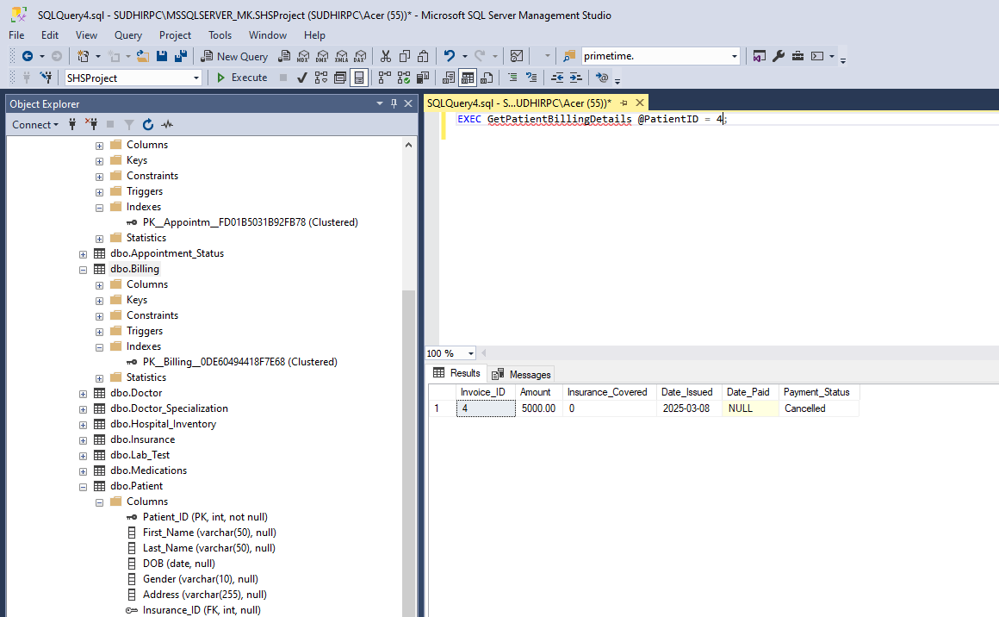 SQLQuery4.sql - SUDHIRPC\MSSQLSERVER_MK.SHSProject (SUDHIRPC\Acer (55))* - Microsoft SQL Server Management Studio
File Edit View Query Project Tools Window Help
New Query MDX DMX XMLA DAX primetime.
SHSProject Execute
Object Explorer
Connect
Columns
Keys
Constraints
Triggers
Indexes
PK__Appointm__FD01B5031B92FB78 (Clustered)
Statistics
dbo.Appointment_Status
dbo.Billing
Columns
Keys
Constraints
Triggers
Indexes
PK__Billing__0DE60494418F7E68 (Clustered)
Statistics
dbo.Doctor
dbo.Doctor_Specialization
dbo.Hospital_Inventory
dbo.Insurance
dbo.Lab_Test
dbo.Medications
dbo.Patient
Columns
Patient_ID (PK, int, not null)
First_Name (varchar(50), null)
Last_Name (varchar(50), null)
DOB (date, null)
Gender (varchar(10), null)
Address (varchar(255), null)
Insurance_ID (FK, int, null)
SQLQuery4.sql - S...UDHIRPC\Acer (55))*
EXEC GetPatientBillingDetails @PatientID = 4;
100 %
Results Messages
Invoice_ID Amount Insurance_Covered Date_Issued Date_Paid Payment_Status
1 4 5000.00 0 2025-03-08 NULL Cancelled